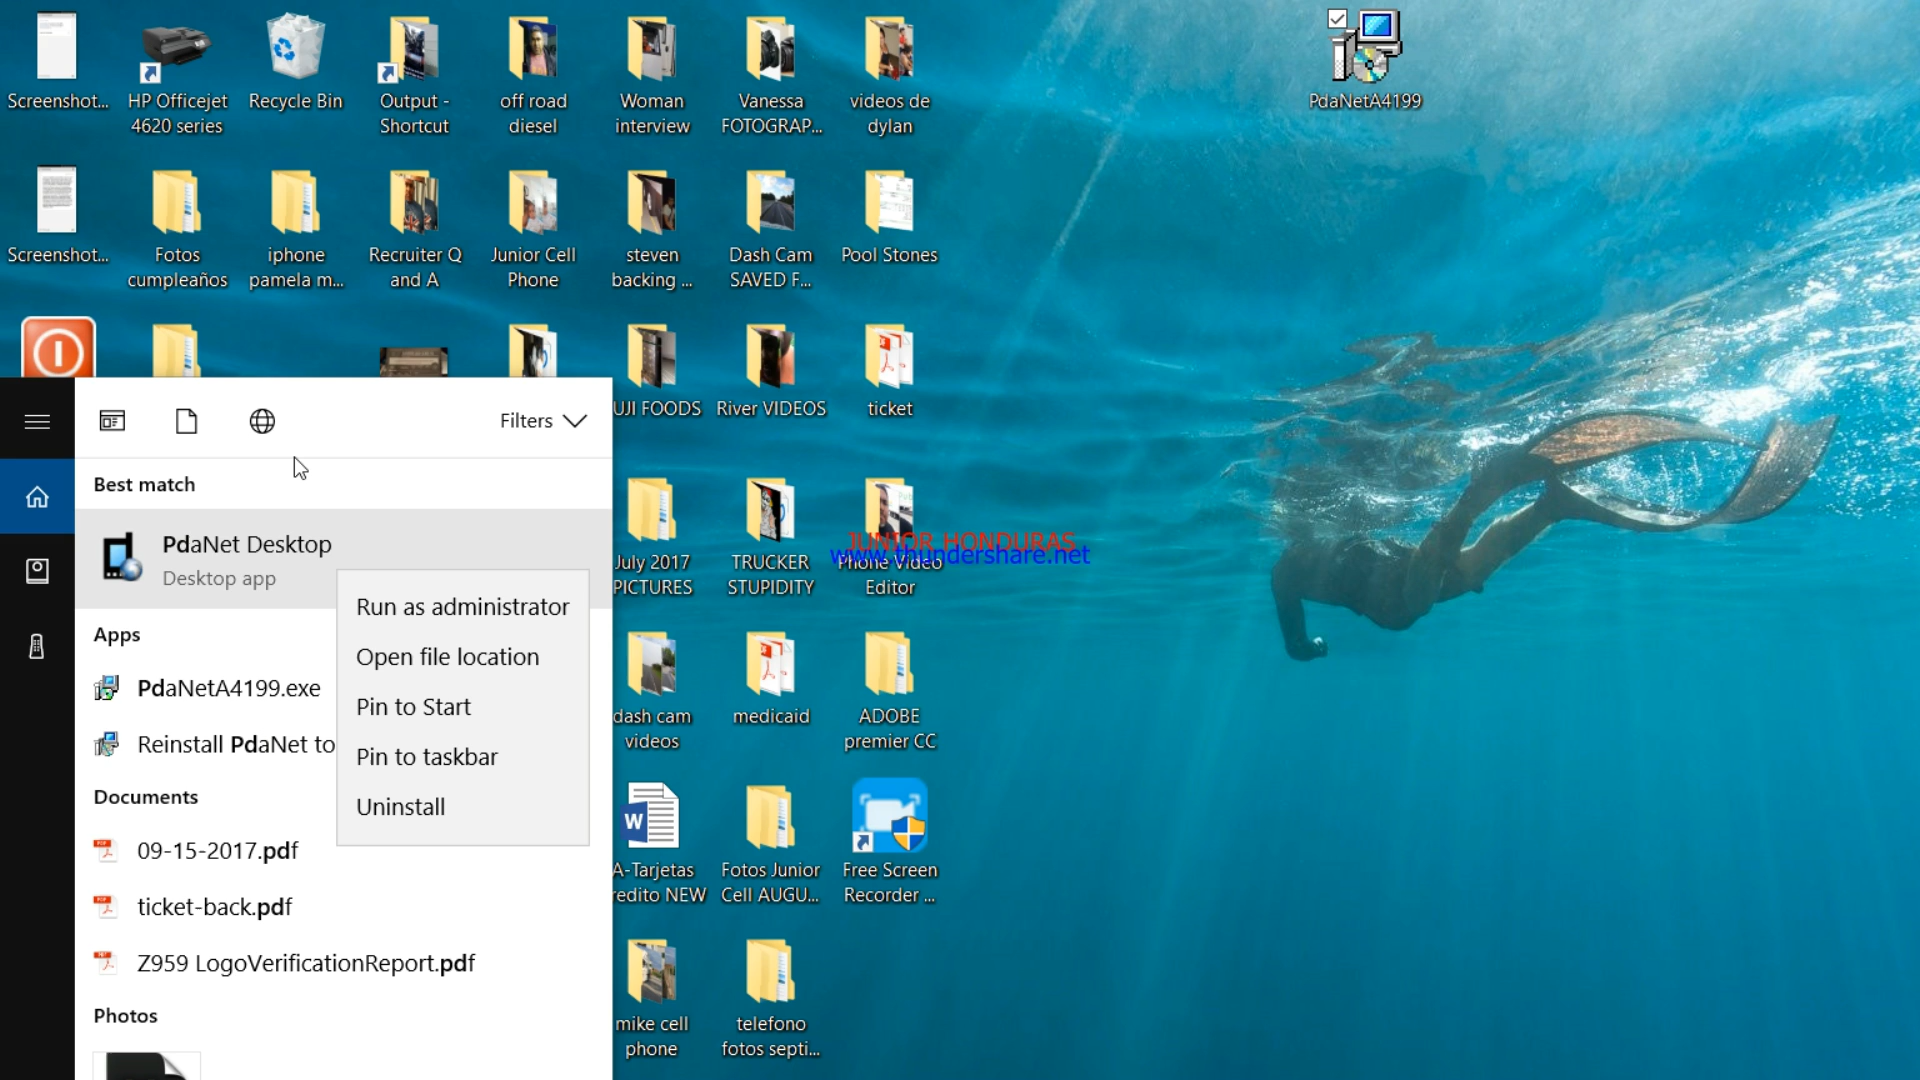 Screenshot...
HP Officejet
4620 series
Recycle Bin
Output -
Shortcut
off road
diesel
Woman
interview
Vanessa
FOTOGRAP...
videos de
dylan
PdaNetA4199
Screenshot...
Fotos
cumpleaños
iphone
pamela m...
Recruiter Q
and A
Junior Cell
Phone
steven
backing ...
Dash Cam
SAVED F...
Pool Stones
UJI FOODS
River VIDEOS
ticket
July 2017
PICTURES
TRUCKER
STUPIDITY
Phone Video
Editor
JUNIOR HONDURAS
www.thundershare.net
dash cam
videos
medicaid
ADOBE
premier CC
A-Tarjetas
redito NEW
Fotos Junior
Cell AUGU...
Free Screen
Recorder ...
mike cell
phone
telefono
fotos septi...
Filters
Best match
PdaNet Desktop
Desktop app
Run as administrator
Open file location
Pin to Start
Pin to taskbar
Uninstall
Apps
PdaNetA4199.exe
Reinstall PdaNet to
Documents
09-15-2017.pdf
ticket-back.pdf
Z959 LogoVerificationReport.pdf
Photos